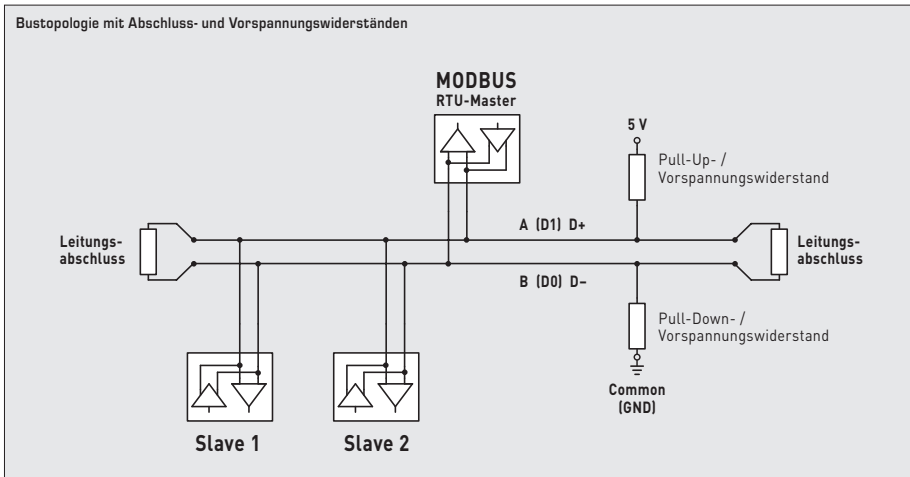 Bustopologie mit Abschluss- und Vorspannungswiderständen
MODBUS
RTU-Master
5 V
Pull-Up- /
Vorspannungswiderstand
A (D1) D+
Leitungs-
abschluss
Leitungs-
abschluss
B (D0) D–
Pull-Down- /
Vorspannungswiderstand
Common
(GND)
Slave 1
Slave 2